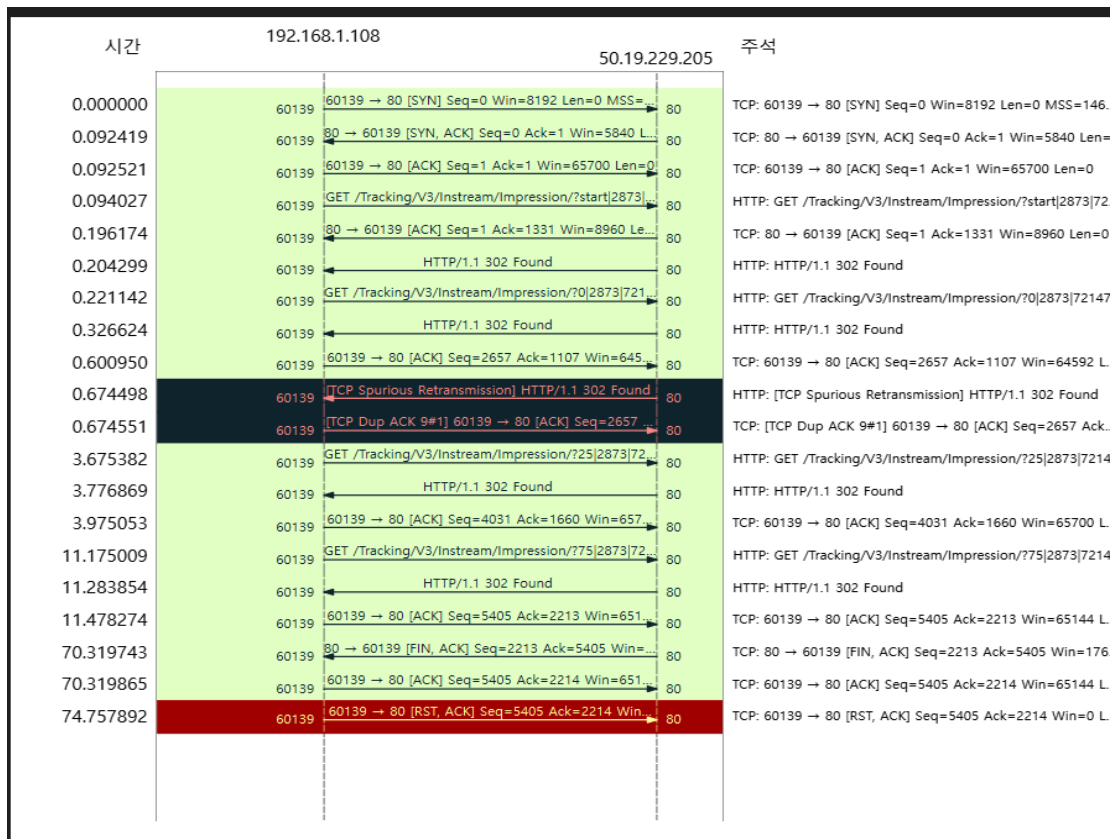 시간 192.168.1.108 50.19.229.205 주석
0.000000 60139 60139 → 80 [SYN] Seq=0 Win=8192 Len=0 MSS=... 80 TCP: 60139 → 80 [SYN] Seq=0 Win=8192 Len=0 MSS=146..
0.092419 60139 80 → 60139 [SYN, ACK] Seq=0 Ack=1 Win=5840 L... 80 TCP: 80 → 60139 [SYN, ACK] Seq=0 Ack=1 Win=5840 Len=
0.092521 60139 60139 → 80 [ACK] Seq=1 Ack=1 Win=65700 Len=0 80 TCP: 60139 → 80 [ACK] Seq=1 Ack=1 Win=65700 Len=0
0.094027 60139 GET /Tracking/V3/Instream/Impression/?start|2873|... 80 HTTP: GET /Tracking/V3/Instream/Impression/?start|2873|72..
0.196174 60139 80 → 60139 [ACK] Seq=1 Ack=1331 Win=8960 Le... 80 TCP: 80 → 60139 [ACK] Seq=1 Ack=1331 Win=8960 Len=0
0.204299 60139 HTTP/1.1 302 Found 80 HTTP: HTTP/1.1 302 Found
0.221142 60139 GET /Tracking/V3/Instream/Impression/?0|2873|721... 80 HTTP: GET /Tracking/V3/Instream/Impression/?0|2873|72147
0.326624 60139 HTTP/1.1 302 Found 80 HTTP: HTTP/1.1 302 Found
0.600950 60139 60139 → 80 [ACK] Seq=2657 Ack=1107 Win=645... 80 TCP: 60139 → 80 [ACK] Seq=2657 Ack=1107 Win=64592 L..
0.674498 60139 [TCP Spurious Retransmission] HTTP/1.1 302 Found 80 HTTP: [TCP Spurious Retransmission] HTTP/1.1 302 Found
0.674551 60139 [TCP Dup ACK 9#1] 60139 → 80 [ACK] Seq=2657 ... 80 TCP: [TCP Dup ACK 9#1] 60139 → 80 [ACK] Seq=2657 Ack..
3.675382 60139 GET /Tracking/V3/Instream/Impression/?25|2873|72... 80 HTTP: GET /Tracking/V3/Instream/Impression/?25|2873|7214
3.776869 60139 HTTP/1.1 302 Found 80 HTTP: HTTP/1.1 302 Found
3.975053 60139 60139 → 80 [ACK] Seq=4031 Ack=1660 Win=657... 80 TCP: 60139 → 80 [ACK] Seq=4031 Ack=1660 Win=65700 L..
11.175009 60139 GET /Tracking/V3/Instream/Impression/?75|2873|72... 80 HTTP: GET /Tracking/V3/Instream/Impression/?75|2873|7214
11.283854 60139 HTTP/1.1 302 Found 80 HTTP: HTTP/1.1 302 Found
11.478274 60139 60139 → 80 [ACK] Seq=5405 Ack=2213 Win=651... 80 TCP: 60139 → 80 [ACK] Seq=5405 Ack=2213 Win=65144 L..
70.319743 60139 80 → 60139 [FIN, ACK] Seq=2213 Ack=5405 Win=... 80 TCP: 80 → 60139 [FIN, ACK] Seq=2213 Ack=5405 Win=176..
70.319865 60139 60139 → 80 [ACK] Seq=5405 Ack=2214 Win=651... 80 TCP: 60139 → 80 [ACK] Seq=5405 Ack=2214 Win=65144 L..
74.757892 60139 60139 → 80 [RST, ACK] Seq=5405 Ack=2214 Win... 80 TCP: 60139 → 80 [RST, ACK] Seq=5405 Ack=2214 Win=0 L..